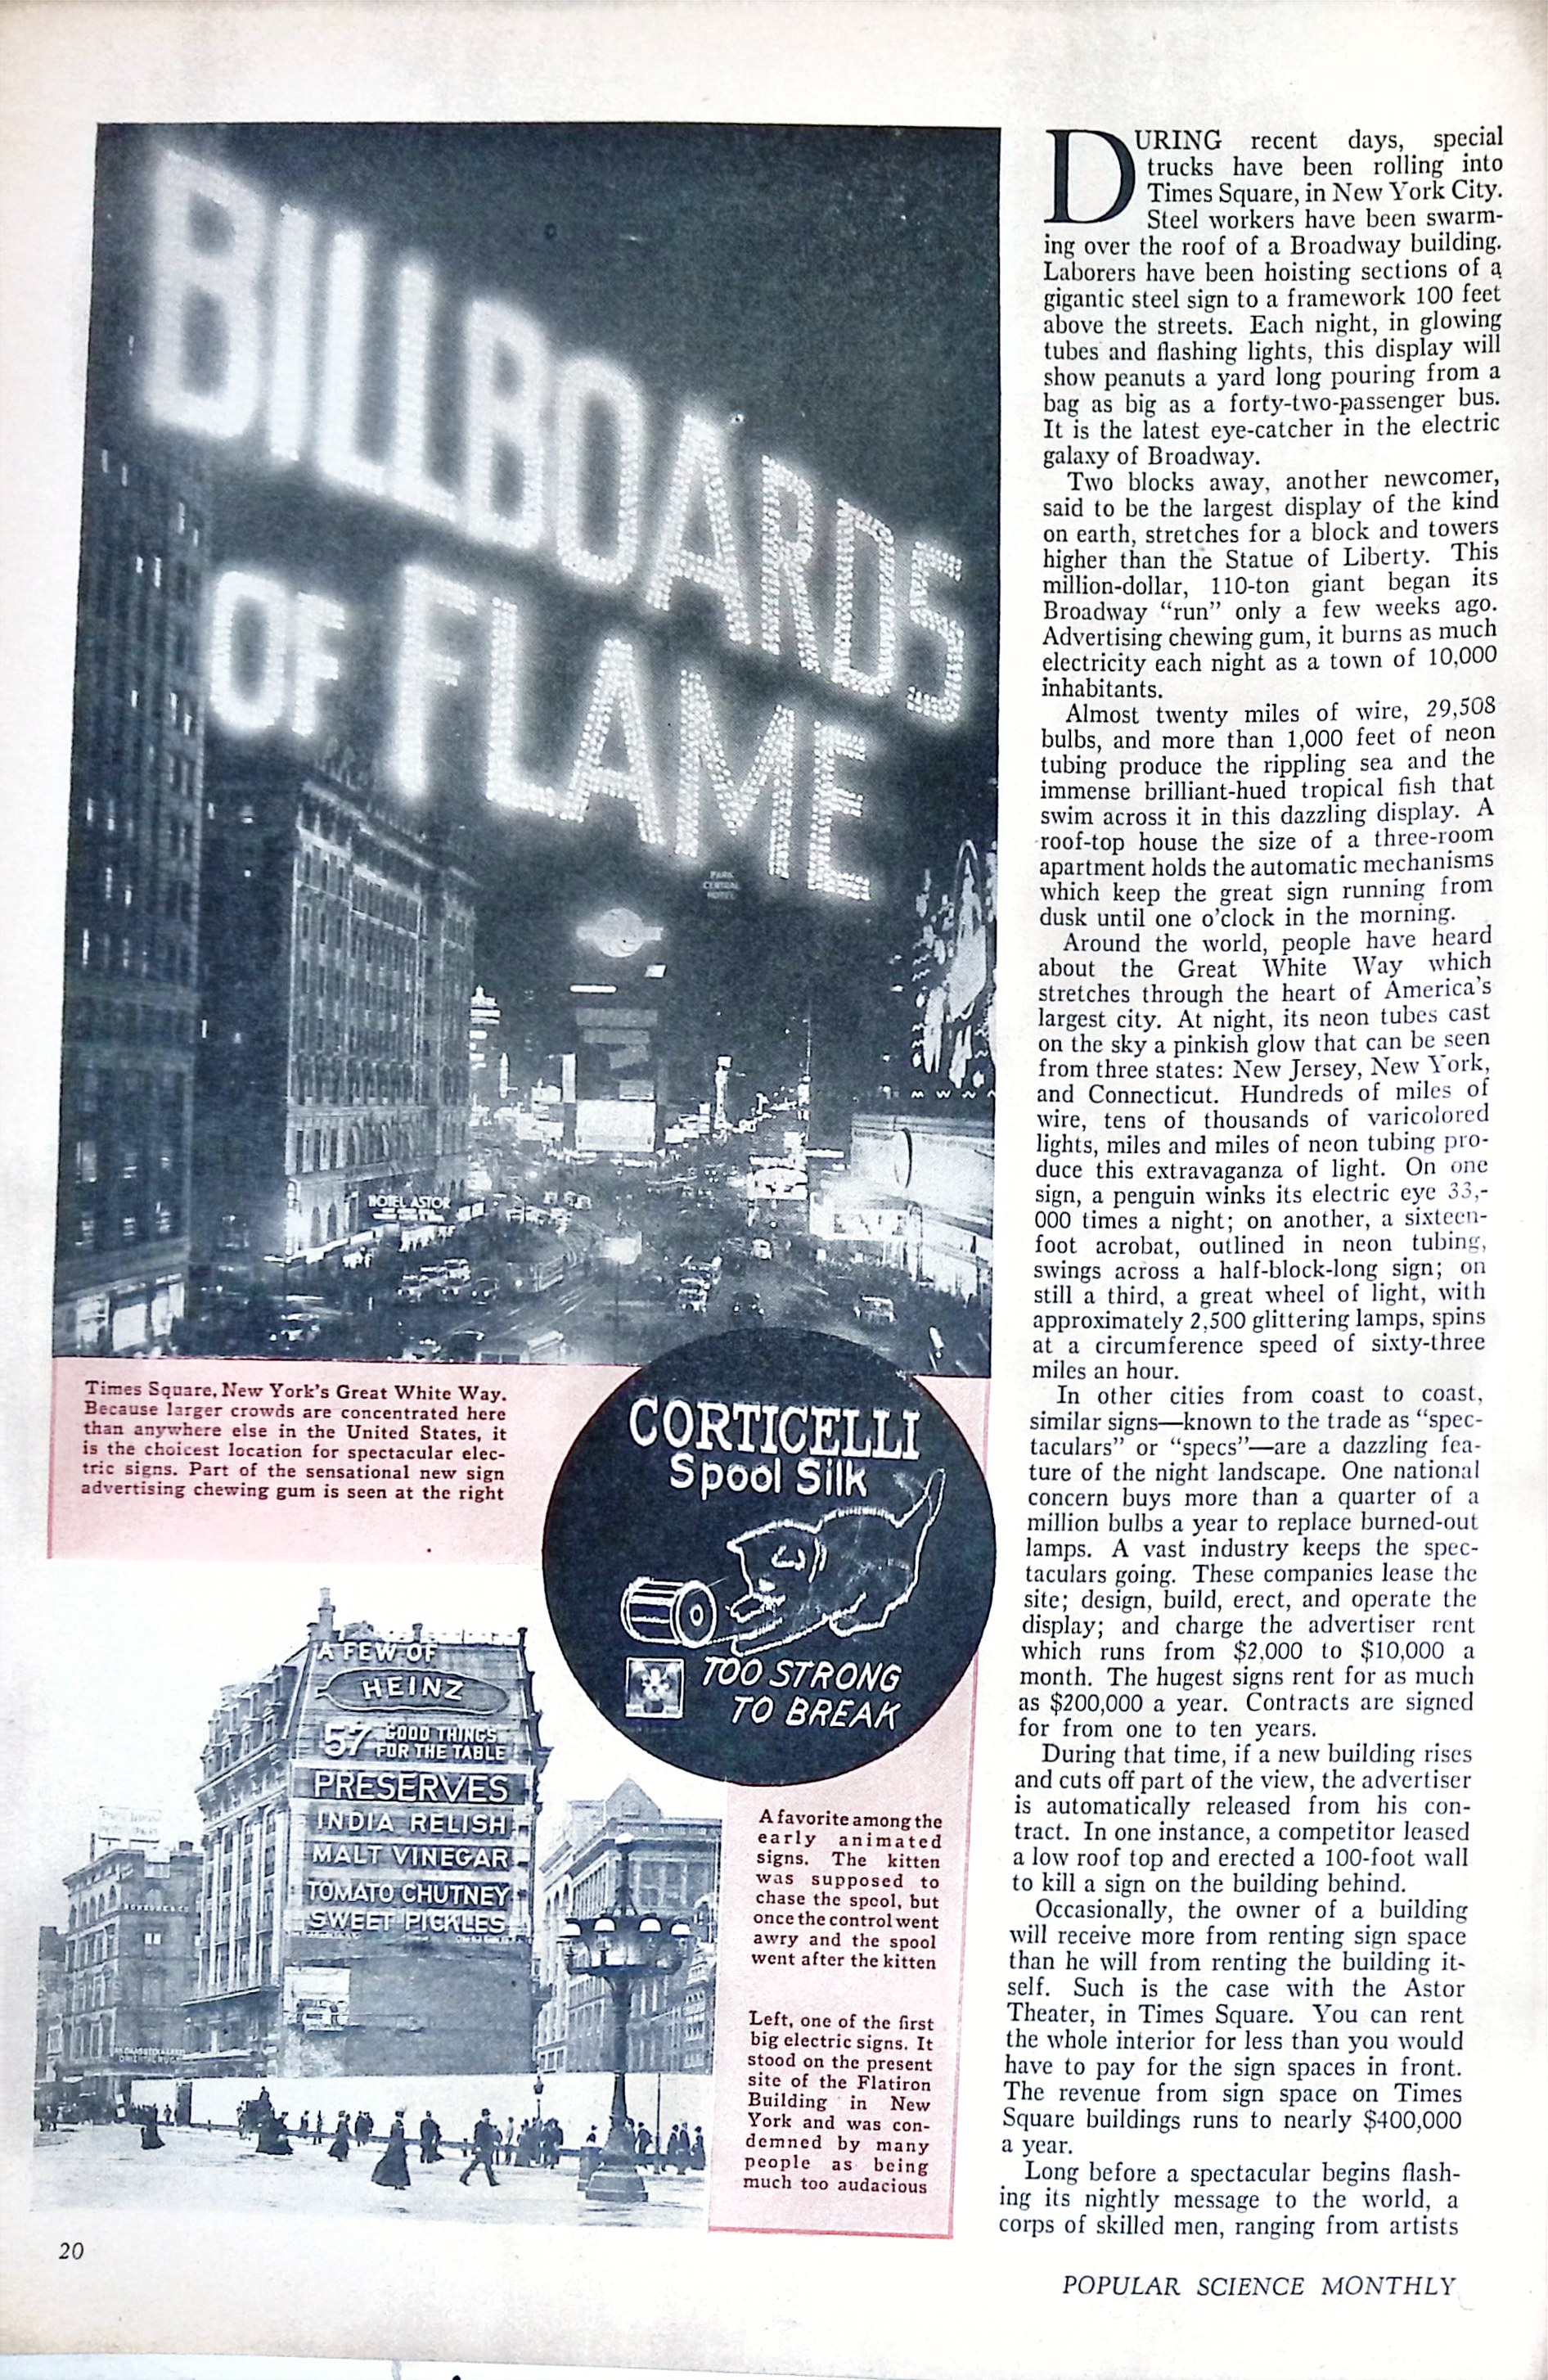 BILLBOARDS
OF FLAME
PARK
CENTRAL
HOTEL
HOTEL ASTOR
Times Square, New York's Great White Way.
Because larger crowds are concentrated here
than anywhere else in the United States, it
is the choicest location for spectacular elec-
tric signs. Part of the sensational new sign
advertising chewing gum is seen at the right
CORTICELLI
Spool Silk
TOO STRONG
TO BREAK
A FEW OF
HEINZ
57 GOOD THINGS
FOR THE TABLE
PRESERVES
INDIA RELISH
MALT VINEGAR
TOMATO CHUTNEY
SWEET PICKLES
A favorite among the
early animated
signs. The kitten
was supposed to
chase the spool, but
once the control went
awry and the spool
went after the kitten
Left, one of the first
big electric signs. It
stood on the present
site of the Flatiron
Building in New
York and was con-
demned by many
people as being
much too audacious
DURING recent days, special
trucks have been rolling into
Times Square, in New York City.
Steel workers have been swarm-
ing over the roof of a Broadway building.
Laborers have been hoisting sections of a
gigantic steel sign to a framework 100 feet
above the streets. Each night, in glowing
tubes and flashing lights, this display will
show peanuts a yard long pouring from a
bag as big as a forty-two-passenger bus.
It is the latest eye-catcher in the electric
galaxy of Broadway.
Two blocks away, another newcomer,
said to be the largest display of the kind
on earth, stretches for a block and towers
higher than the Statue of Liberty. This
million-dollar, 110-ton giant began its
Broadway "run" only a few weeks ago.
Advertising chewing gum, it burns as much
electricity each night as a town of 10,000
inhabitants.
Almost twenty miles of wire, 29,508
bulbs, and more than 1,000 feet of neon
tubing produce the rippling sea and the
immense brilliant-hued tropical fish that
swim across it in this dazzling display. A
roof-top house the size of a three-room
apartment holds the automatic mechanisms
which keep the great sign running from
dusk until one o'clock in the morning.
Around the world, people have heard
about the Great White Way which
stretches through the heart of America's
largest city. At night, its neon tubes cast
on the sky a pinkish glow that can be seen
from three states: New Jersey, New York,
and Connecticut. Hundreds of miles of
wire, tens of thousands of varicolored
lights, miles and miles of neon tubing pro-
duce this extravaganza of light. On one
sign, a penguin winks its electric eye 33,-
000 times a night; on another, a sixteen-
foot acrobat, outlined in neon tubing,
swings across a half-block-long sign; on
still a third, a great wheel of light, with
approximately 2,500 glittering lamps, spins
at a circumference speed of sixty-three
miles an hour.
In other cities from coast to coast,
similar signs—known to the trade as "spec-
taculars" or "specs"—are a dazzling fea-
ture of the night landscape. One national
concern buys more than a quarter of a
million bulbs a year to replace burned-out
lamps. A vast industry keeps the spec-
taculars going. These companies lease the
site; design, build, erect, and operate the
display; and charge the advertiser rent
which runs from $2,000 to $10,000 a
month. The hugest signs rent for as much
as $200,000 a year. Contracts are signed
for from one to ten years.
During that time, if a new building rises
and cuts off part of the view, the advertiser
is automatically released from his con-
tract. In one instance, a competitor leased
a low roof top and erected a 100-foot wall
to kill a sign on the building behind.
Occasionally, the owner of a building
will receive more from renting sign space
than he will from renting the building it-
self. Such is the case with the Astor
Theater, in Times Square. You can rent
the whole interior for less than you would
have to pay for the sign spaces in front.
The revenue from sign space on Times
Square buildings runs to nearly $400,000
a year.
Long before a spectacular begins flash-
ing its nightly message to the world, a
corps of skilled men, ranging from artists
20
POPULAR SCIENCE MONTHLY